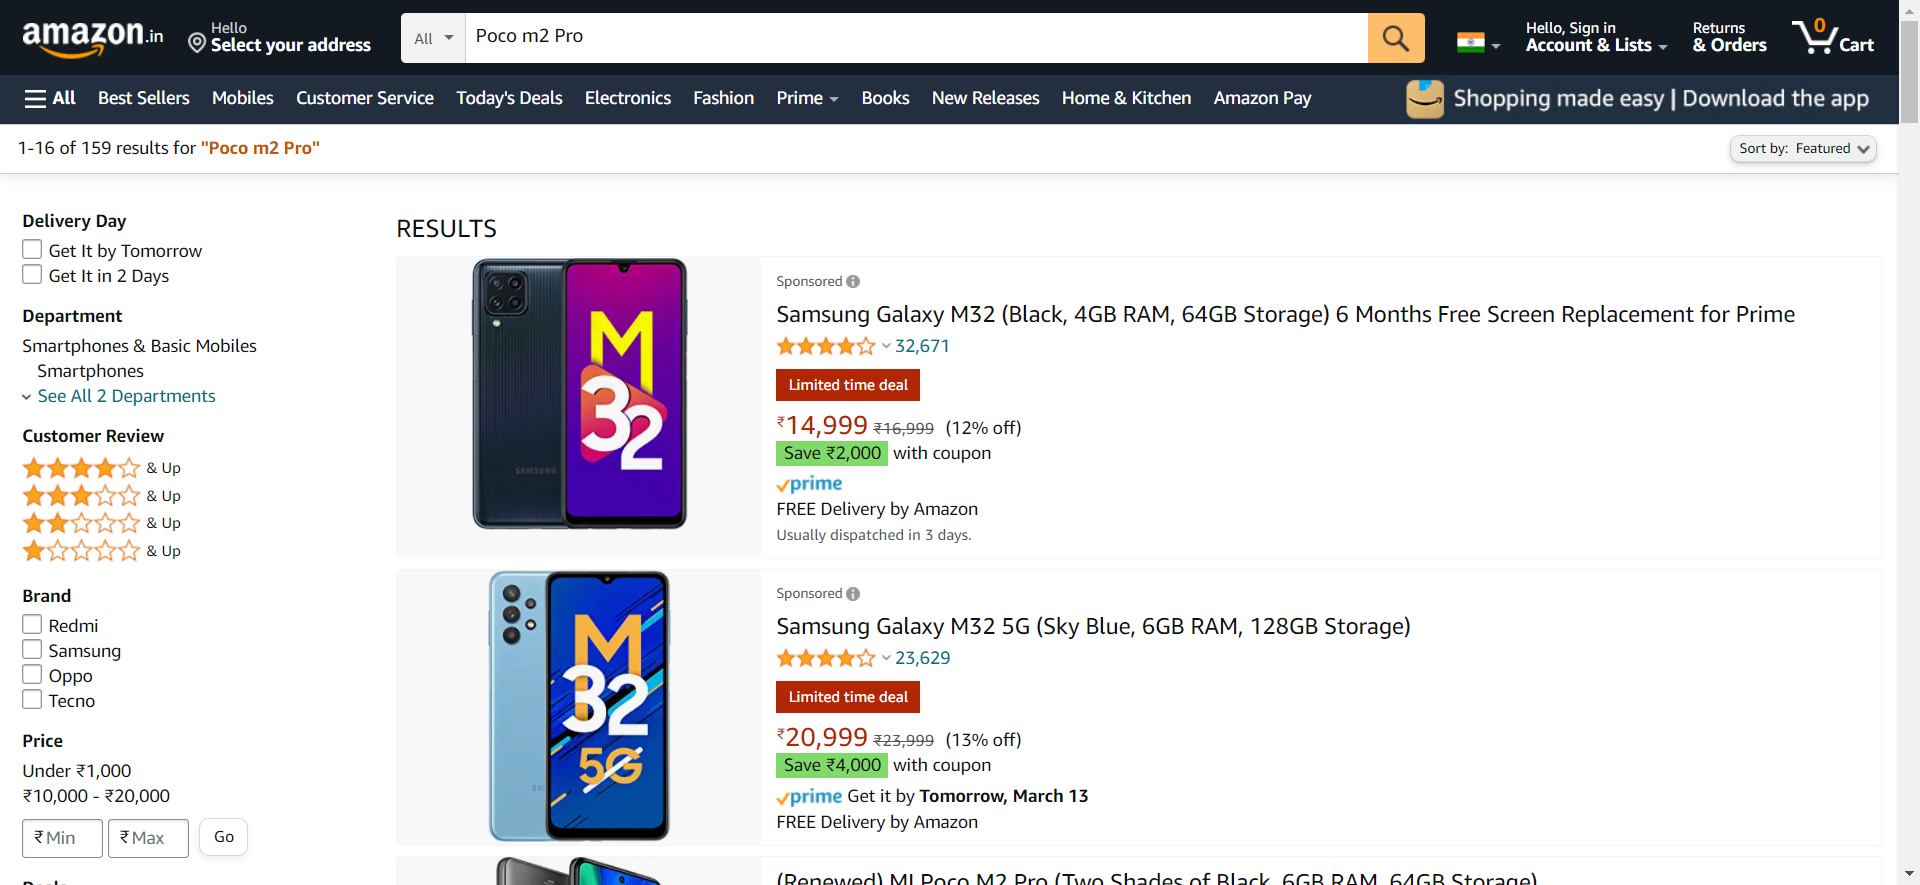 amazon.in
Hello
Select your address
All
Poco m2 Pro
Hello, Sign in
Account & Lists
Returns
& Orders
0
Cart
All
Best Sellers
Mobiles
Customer Service
Today's Deals
Electronics
Fashion
Prime
Books
New Releases
Home & Kitchen
Amazon Pay
Shopping made easy | Download the app
1-16 of 159 results for "Poco m2 Pro"
Sort by: Featured
Delivery Day
Get It by Tomorrow
Get It in 2 Days
Department
Smartphones & Basic Mobiles
Smartphones
See All 2 Departments
Customer Review
& Up
& Up
& Up
& Up
Brand
Redmi
Samsung
Oppo
Tecno
Price
Under ₹1,000
₹10,000 - ₹20,000
₹ Min
₹ Max
Go
RESULTS
M
32
SAMSUNG
Sponsored
Samsung Galaxy M32 (Black, 4GB RAM, 64GB Storage) 6 Months Free Screen Replacement for Prime
32,671
Limited time deal
₹14,999 ₹16,999 (12% off)
Save ₹2,000 with coupon
prime
FREE Delivery by Amazon
Usually dispatched in 3 days.
M
32
5G
Sponsored
Samsung Galaxy M32 5G (Sky Blue, 6GB RAM, 128GB Storage)
23,629
Limited time deal
₹20,999 ₹23,999 (13% off)
Save ₹4,000 with coupon
prime Get it by Tomorrow, March 13
FREE Delivery by Amazon
(Renewed) MI Poco M2 Pro (Two Shades of Black, 6GB RAM, 64GB Storage)